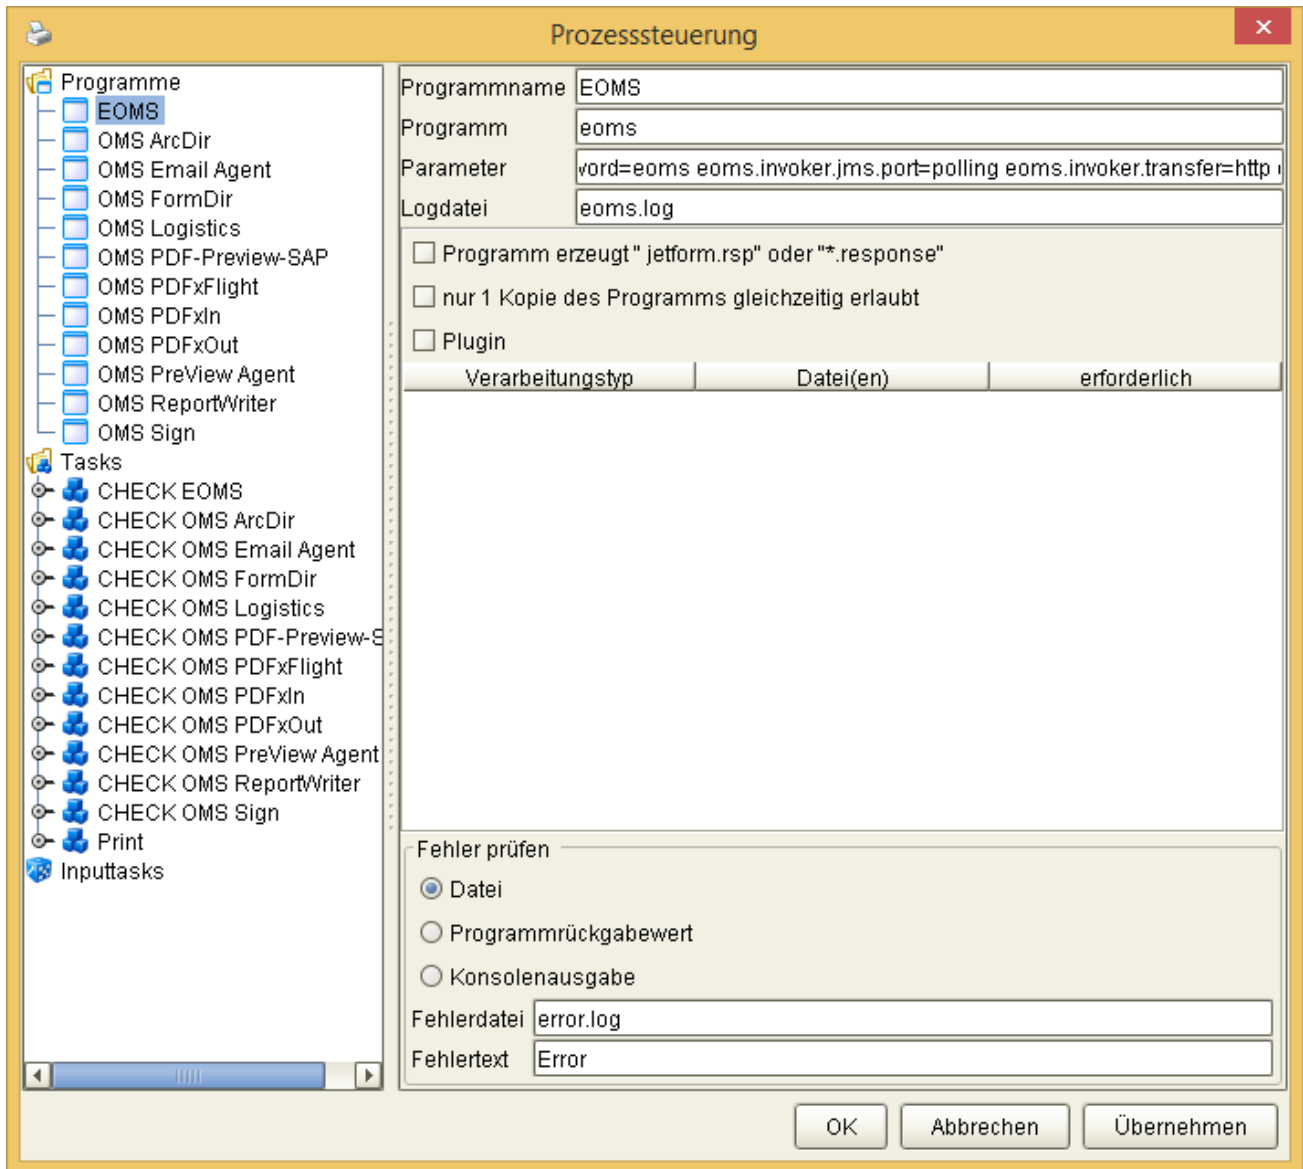 Prozesssteuerung
Programme
EOMS
OMS ArcDir
OMS Email Agent
OMS FormDir
OMS Logistics
OMS PDF-Preview-SAP
OMS PDFxFlight
OMS PDFxIn
OMS PDFxOut
OMS PreView Agent
OMS ReportWriter
OMS Sign
Tasks
CHECK EOMS
CHECK OMS ArcDir
CHECK OMS Email Agent
CHECK OMS FormDir
CHECK OMS Logistics
CHECK OMS PDF-Preview-S
CHECK OMS PDFxFlight
CHECK OMS PDFxIn
CHECK OMS PDFxOut
CHECK OMS PreView Agent
CHECK OMS ReportWriter
CHECK OMS Sign
Print
Inputtasks
Programmname EOMS
Programm eoms
Parameter vord=eoms eoms.invoker.jms.port=polling eoms.invoker.transfer=http
Logdatei eoms.log
Programm erzeugt " jetform.rsp" oder "*.response"
nur 1 Kopie des Programms gleichzeitig erlaubt
Plugin
Verarbeitungstyp Datei(en) erforderlich
Fehler prüfen
Datei
Programmrückgabewert
Konsolenausgabe
Fehlerdatei error.log
Fehlertext Error
OK Abbrechen Übernehmen